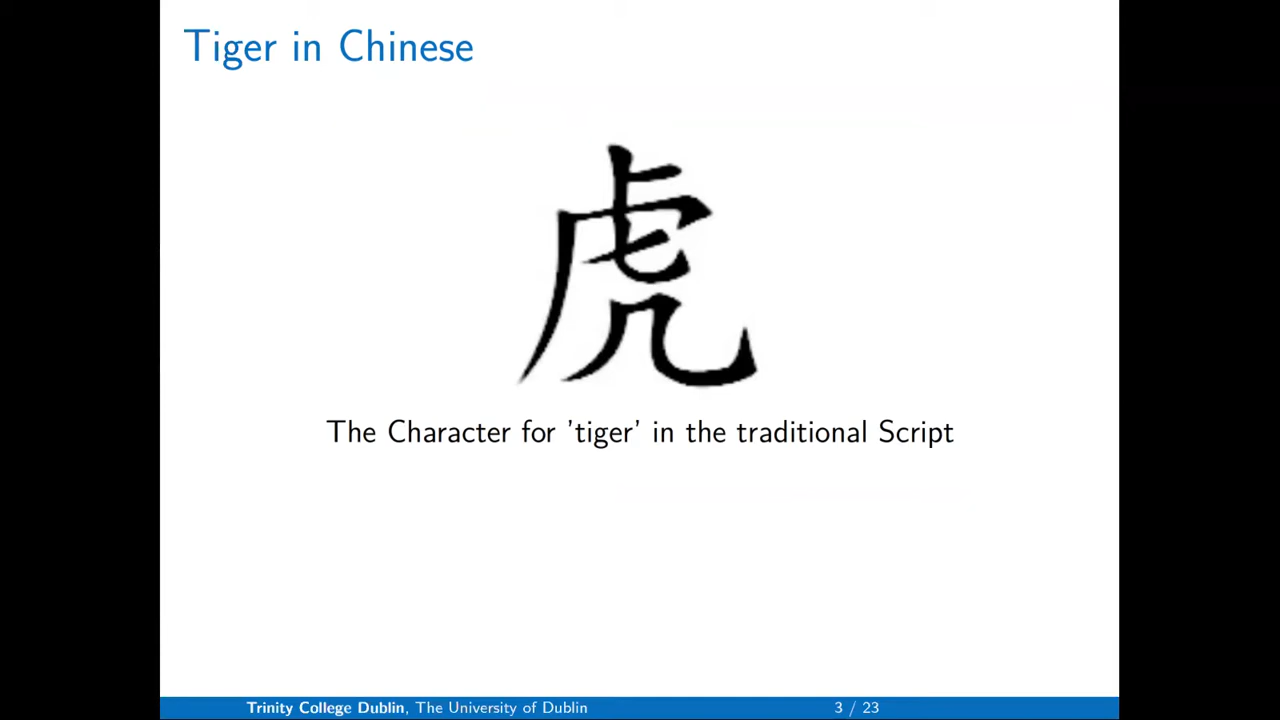 Tiger in Chinese
虎
The Character for 'tiger' in the traditional Script
Trinity College Dublin, The University of Dublin
3 / 23